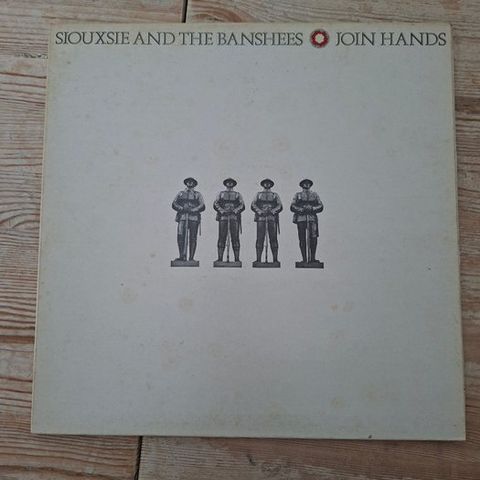 SIOUXSIE AND THE BANSHEES JOIN HANDS